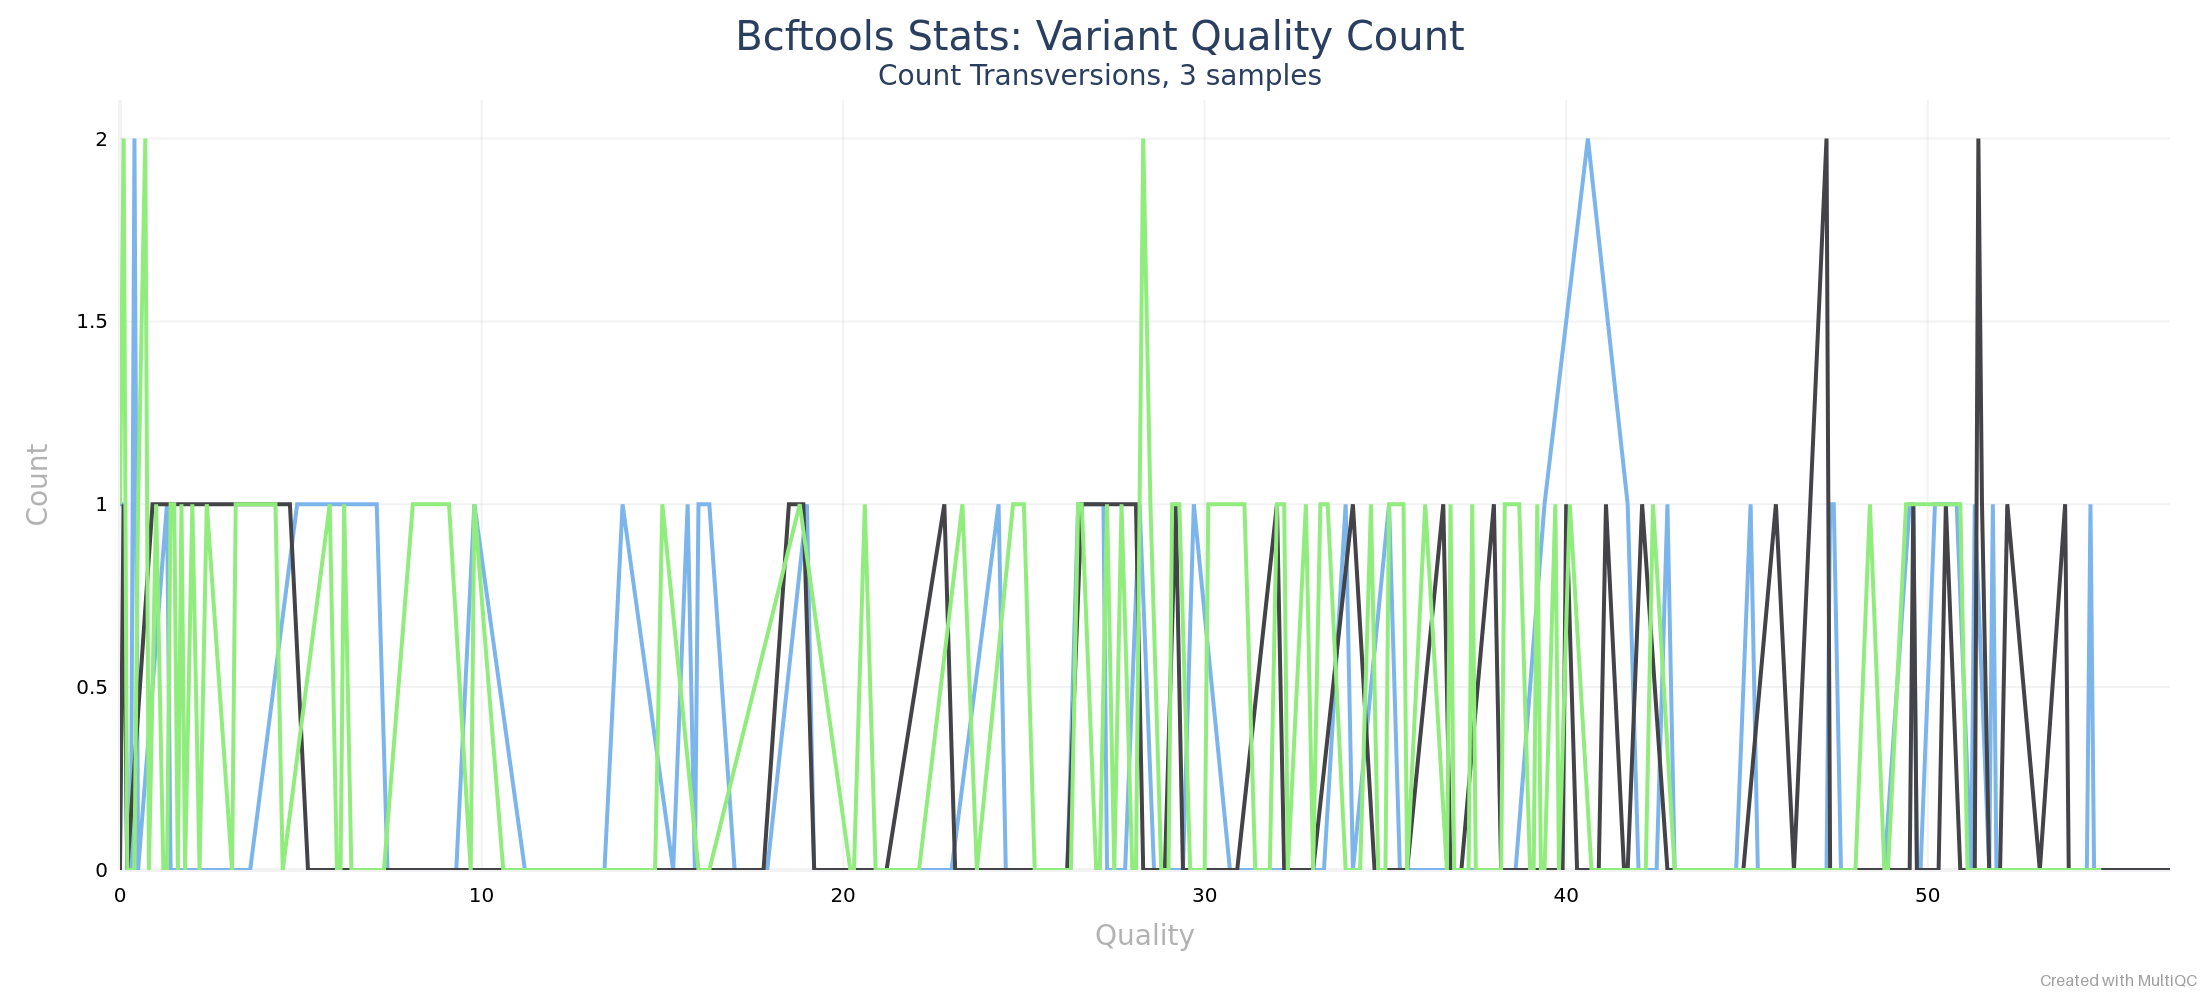 Bcftools Stats: Variant Quality Count
Count Transversions, 3 samples
2
1.5
1
0.5
0
Count
0 10 20 30 40 50
Quality
Created with MultiQC